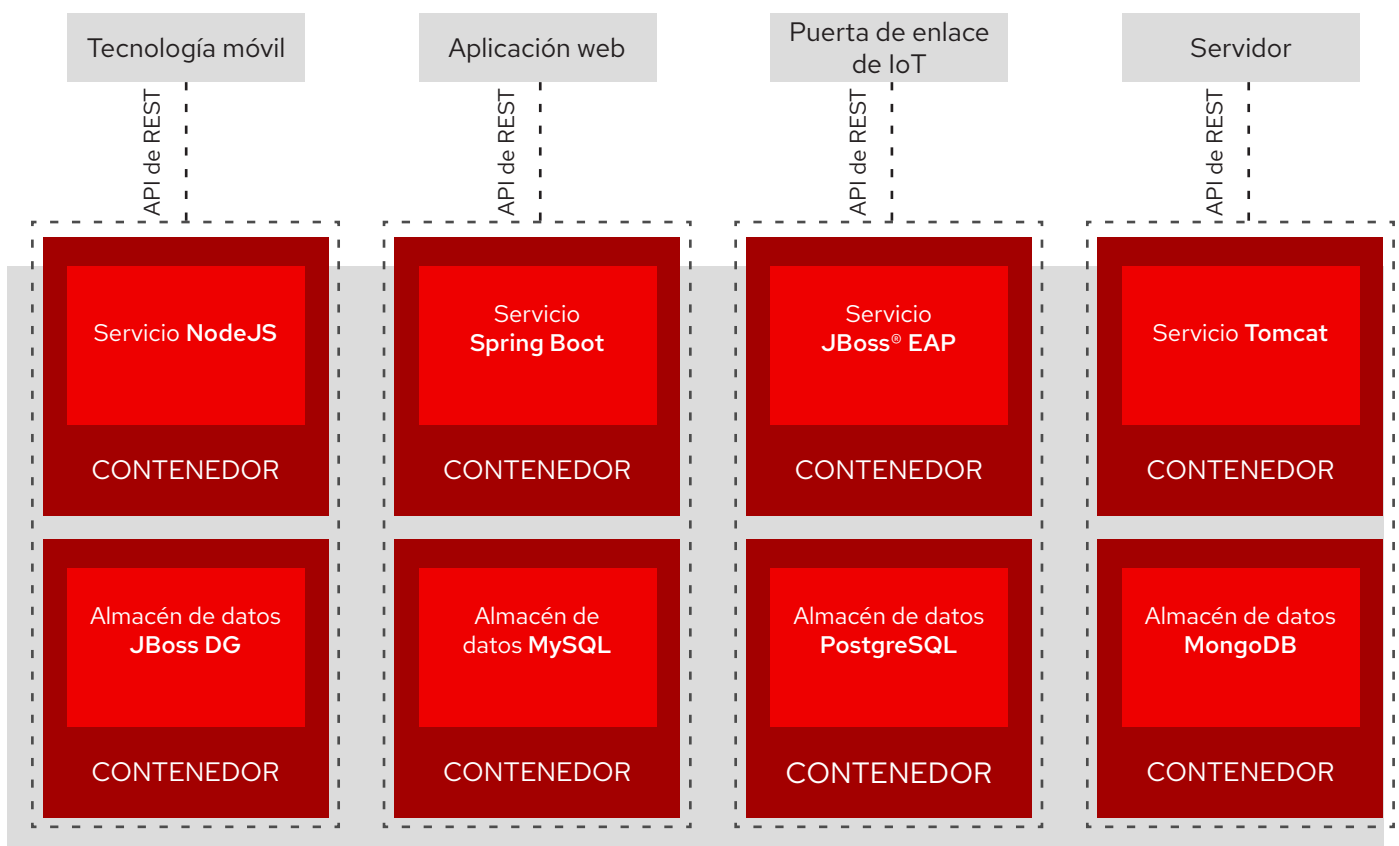 Tecnología móvil
Aplicación web
Puerta de enlace
de IoT
Servidor
API de REST
API de REST
API de REST
API de REST
Servicio NodeJS
CONTENEDOR
Servicio
Spring Boot
CONTENEDOR
Servicio
JBoss® EAP
CONTENEDOR
Servicio Tomcat
CONTENEDOR
Almacén de datos
JBoss DG
CONTENEDOR
Almacén de
datos MySQL
CONTENEDOR
Almacén de datos
PostgreSQL
CONTENEDOR
Almacén de datos
MongoDB
CONTENEDOR